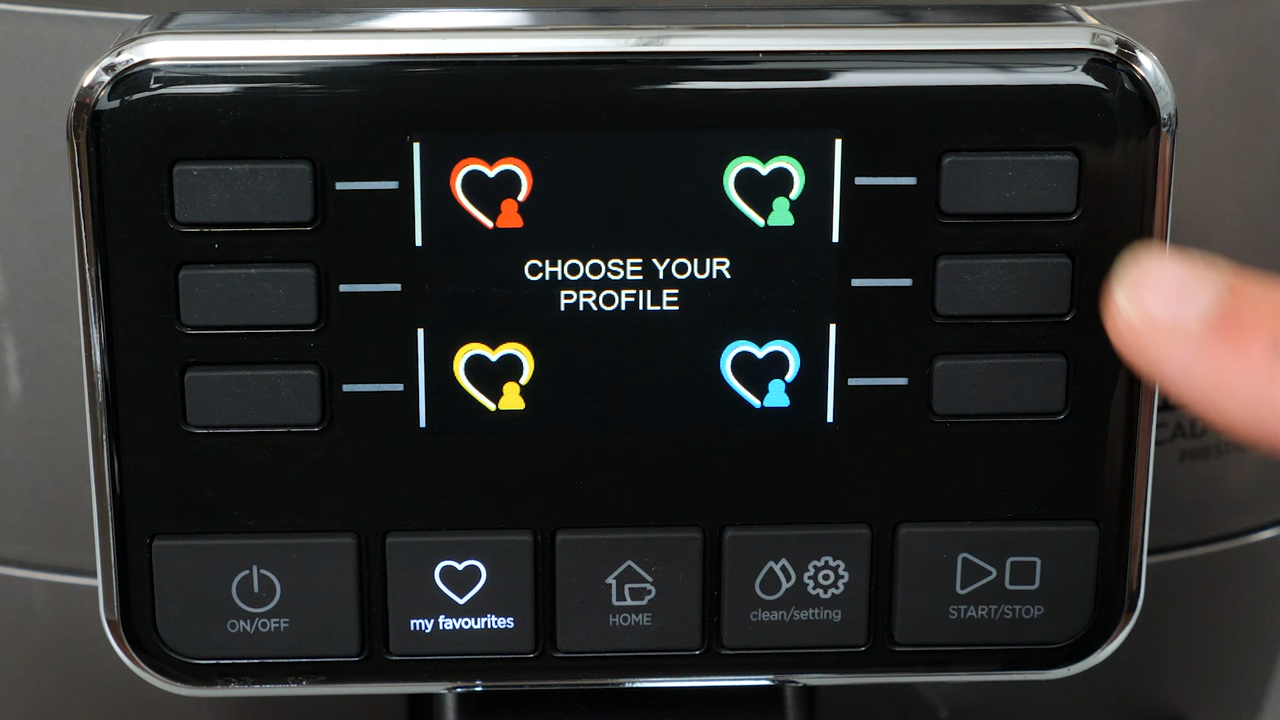 CHOOSE YOUR
PROFILE
ON/OFF
my favourites
HOME
clean/setting
START/STOP